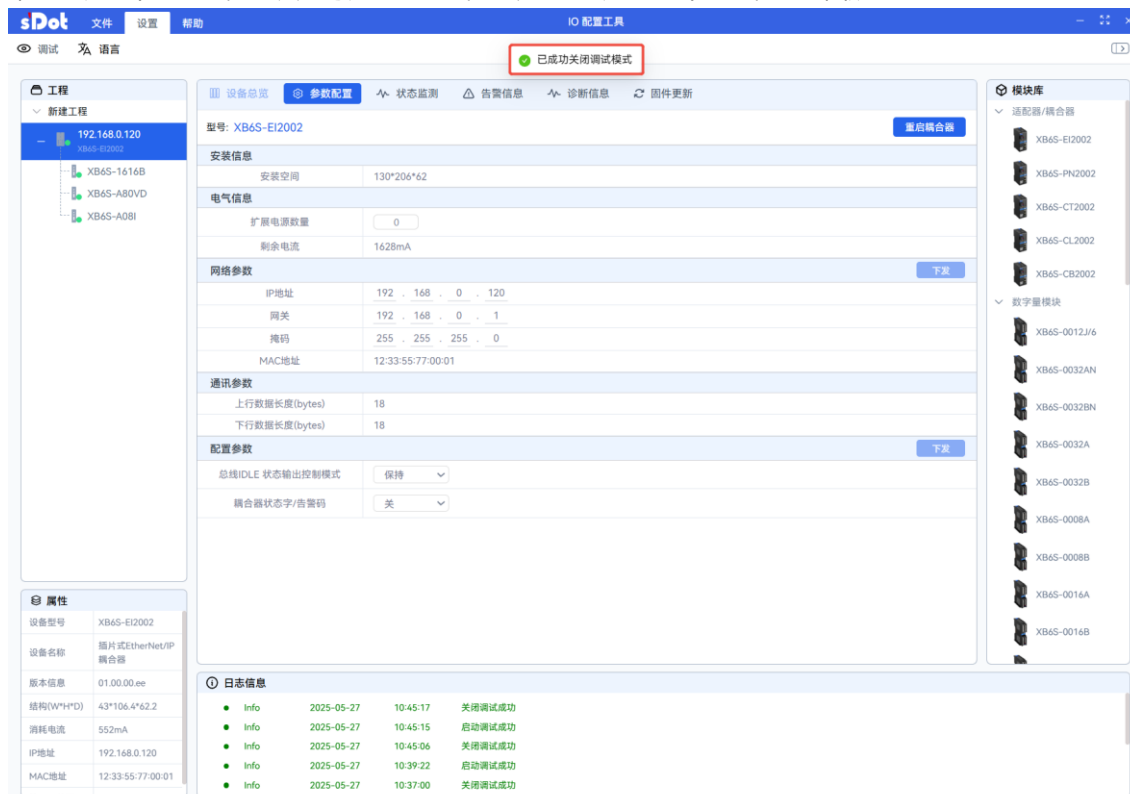 sDot 文件 设置 帮助 IO 配置工具
调试 语言
已成功关闭调试模式
工程
新建工程
192.168.0.120
XB6S-EI2002
XB6S-1616B
XB6S-A80VD
XB6S-A08I
设备总览 参数配置 状态监测 告警信息 诊断信息 固件更新
型号: XB6S-EI2002 重启耦合器
安装信息
安装空间 130*206*62
电气信息
扩展电源数量 0
剩余电流 1628mA
网络参数 下发
IP地址 192 . 168 . 0 . 120
网关 192 . 168 . 0 . 1
掩码 255 . 255 . 255 . 0
MAC地址 12:33:55:77:00:01
通讯参数
上行数据长度(bytes) 18
下行数据长度(bytes) 18
配置参数 下发
总线IDLE 状态输出控制模式 保持
耦合器状态字/告警码 关
模块库
适配器/耦合器
XB6S-EI2002
XB6S-PN2002
XB6S-CT2002
XB6S-CL2002
XB6S-CB2002
数字量模块
XB6S-0012J/6
XB6S-0032AN
XB6S-0032BN
XB6S-0032A
XB6S-0032B
XB6S-0008A
XB6S-0008B
XB6S-0016A
XB6S-0016B
属性
设备型号 XB6S-EI2002
设备名称 插片式EtherNet/IP
耦合器
版本信息 01.00.00.ee
结构(W*H*D) 43*106.4*62.2
消耗电流 552mA
IP地址 192.168.0.120
MAC地址 12:33:55:77:00:01
日志信息
Info 2025-05-27 10:45:17 关闭调试成功
Info 2025-05-27 10:45:15 启动调试成功
Info 2025-05-27 10:45:06 关闭调试成功
Info 2025-05-27 10:39:22 启动调试成功
Info 2025-05-27 10:37:00 关闭调试成功